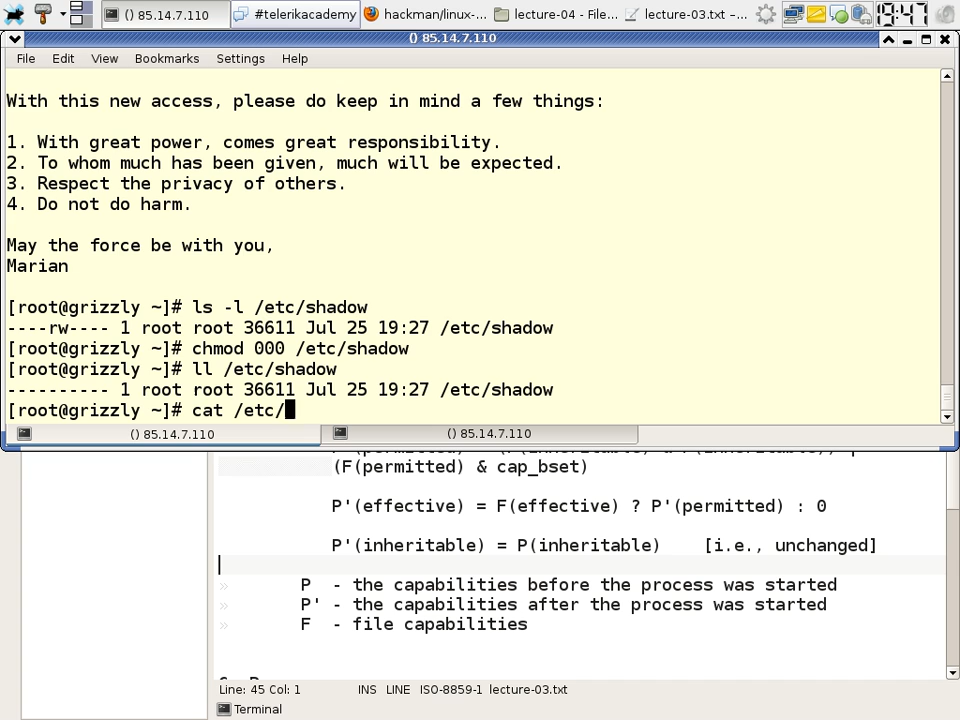 () 85.14.7.110
#telerikacademy
hackman/linux-...
lecture-04 - File...
lecture-03.txt –...
19:47
() 85.14.7.110
File Edit View Bookmarks Settings Help
With this new access, please do keep in mind a few things:
1. With great power, comes great responsibility.
2. To whom much has been given, much will be expected.
3. Respect the privacy of others.
4. Do not do harm.
May the force be with you,
Marian
[root@grizzly ~]# ls -l /etc/shadow
----rw---- 1 root root 36611 Jul 25 19:27 /etc/shadow
[root@grizzly ~]# chmod 000 /etc/shadow
[root@grizzly ~]# ll /etc/shadow
---------- 1 root root 36611 Jul 25 19:27 /etc/shadow
[root@grizzly ~]# cat /etc/
() 85.14.7.110
() 85.14.7.110
(F(permitted) & cap_bset)
P'(effective) = F(effective) ? P'(permitted) : 0
P'(inheritable) = P(inheritable) [i.e., unchanged]
» P - the capabilities before the process was started
» P' - the capabilities after the process was started
» F - file capabilities
Line: 45 Col: 1 INS LINE ISO-8859-1 lecture-03.txt
Terminal